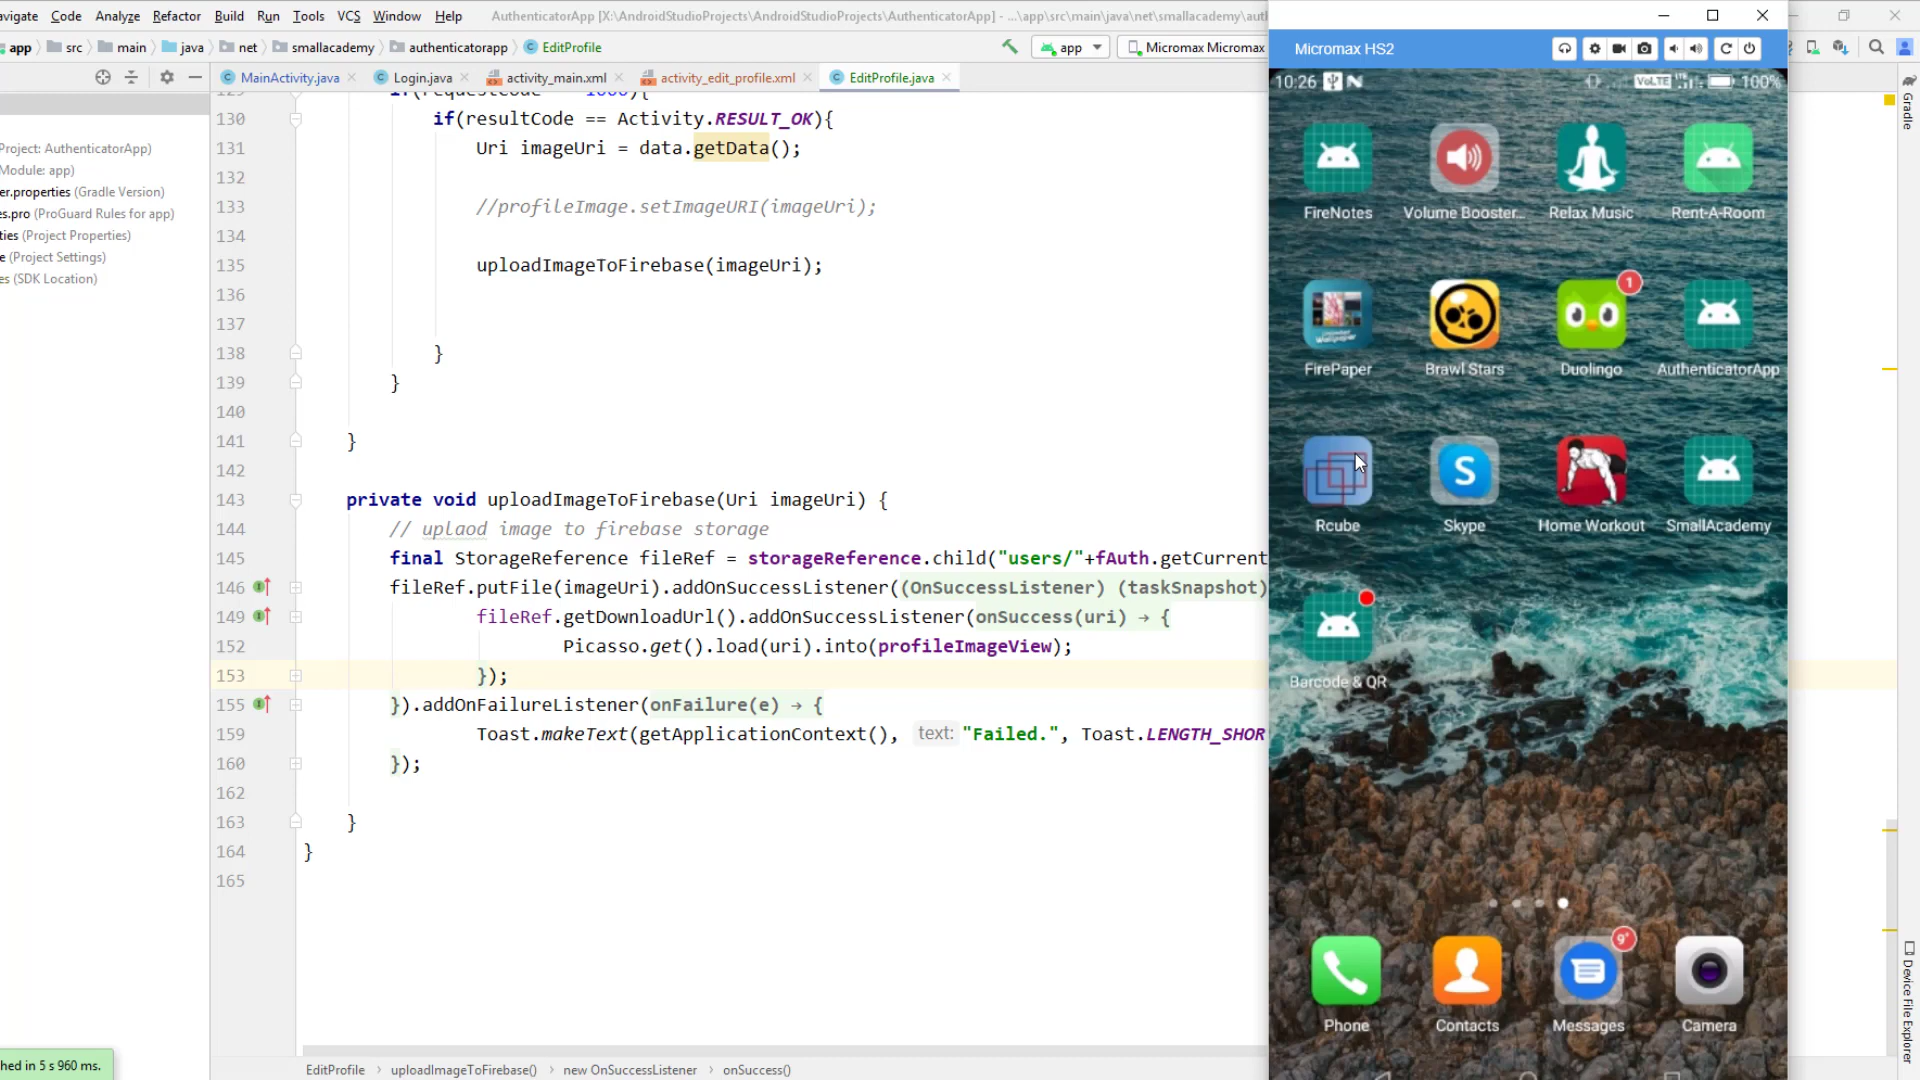 avigate Code Analyze Refactor Build Run Tools VCS Window Help AuthenticatorApp [X:\AndroidStudioProjects\AndroidStudioProjects\AuthenticatorApp] - ...\app\src\main\java\net\smallacademy\aut
app src main java net smallacademy authenticatorapp EditProfile app Micromax Micromax
MainActivity.java Login.java activity_main.xml activity_edit_profile.xml EditProfile.java
Project: AuthenticatorApp)
Module: app)
er.properties (Gradle Version)
es.pro (ProGuard Rules for app)
ties (Project Properties)
e (Project Settings)
es (SDK Location)
130 if(resultCode == Activity.RESULT_OK){
131 Uri imageUri = data.getData();
132
133 //profileImage.setImageURI(imageUri);
134
135 uploadImageToFirebase(imageUri);
136
137
138 }
139 }
140
141 }
142
143 private void uploadImageToFirebase(Uri imageUri) {
144 // uplaod image to firebase storage
145 final StorageReference fileRef = storageReference.child("users/"+fAuth.getCurrent
146 fileRef.putFile(imageUri).addOnSuccessListener((OnSuccessListener) (taskSnapshot)
149 fileRef.getDownloadUrl().addOnSuccessListener(onSuccess(uri) → {
152 Picasso.get().load(uri).into(profileImageView);
153 });
155 }).addOnFailureListener(onFailure(e) → {
159 Toast.makeText(getApplicationContext(), text: "Failed.", Toast.LENGTH_SHOR
160 });
162
163 }
164 }
165
EditProfile uploadImageToFirebase() new OnSuccessListener onSuccess()
hed in 5 s 960 ms.
Micromax HS2
10:26 VoLTE 100%
FireNotes Volume Booster... Relax Music Rent-A-Room
1
FirePaper Brawl Stars Duolingo AuthenticatorApp
S
Rcube Skype Home Workout SmallAcademy
Barcode & QR
9+
Phone Contacts Messages Camera
Gradle
Device File Explorer